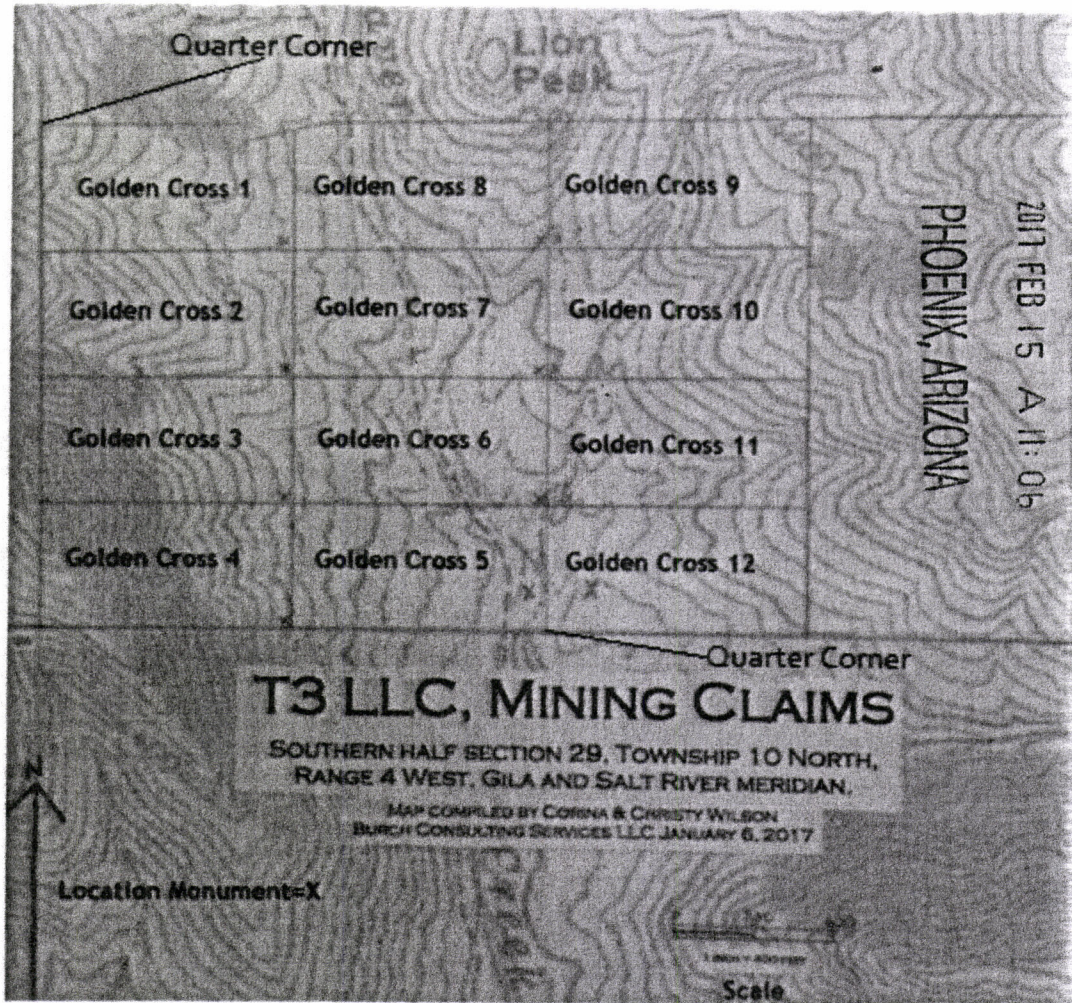 Quarter Corner
Lion
Peak
Golden Cross 1
Golden Cross 8
Golden Cross 9
Golden Cross 2
Golden Cross 7
Golden Cross 10
Golden Cross 3
Golden Cross 6
Golden Cross 11
Golden Cross 4
Golden Cross 5
Golden Cross 12
X
X
2017 FEB 15 A 11: 06
PHOENIX, ARIZONA
Quarter Corner
T3 LLC, MINING CLAIMS
SOUTHERN HALF SECTION 29, TOWNSHIP 10 NORTH,
RANGE 4 WEST, GILA AND SALT RIVER MERIDIAN.
MAP COMPILED BY CORINA & CHRISTY WILSON
BURCH CONSULTING SERVICES LLC JANUARY 6, 2017
N
Location Monument=X
Creek
Scale